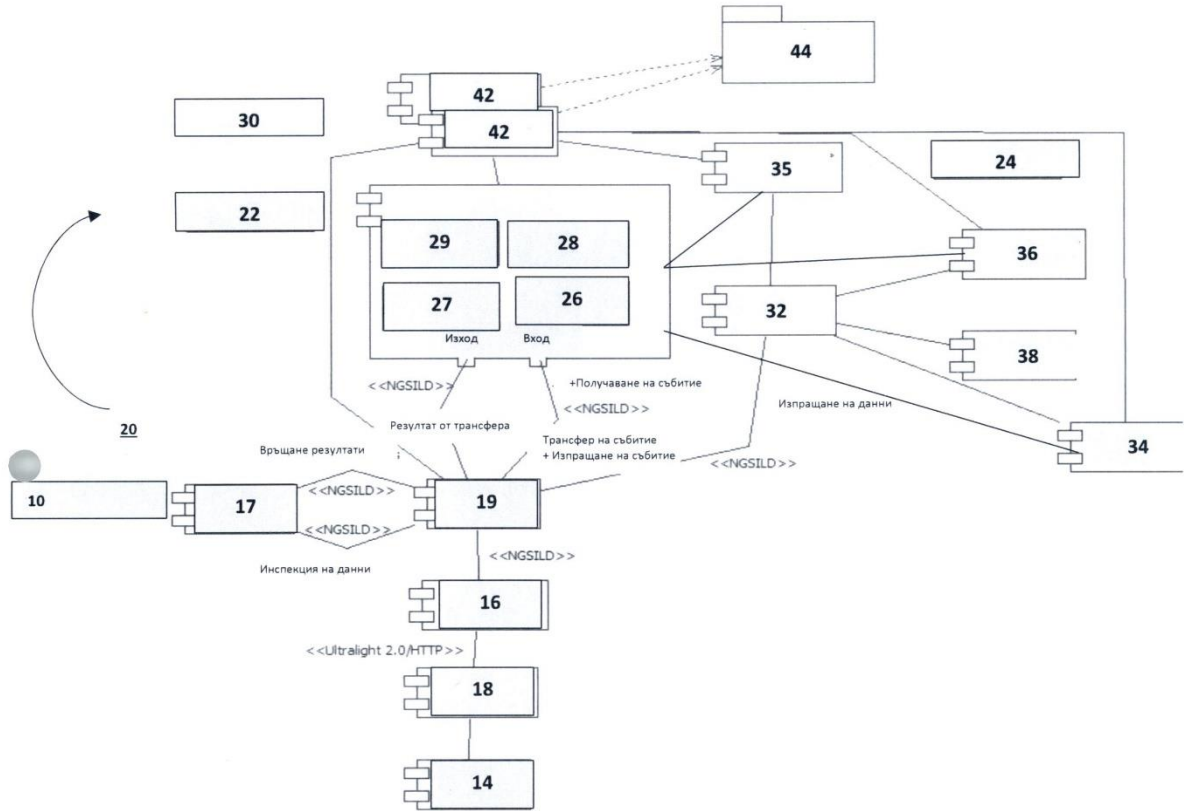 44
42
42
30
35
24
22
29
28
36
27
26
32
Изход
Вход
38
<<NGSILD>>
+Получаване на събитие
<<NGSILD>>
Изпращане на данни
20
Резултат от трансфера
Трансфер на събитие
+ Изпращане на събитие
34
Връщане резултати
<<NGSILD>>
<<NGSILD>>
10
17
19
<<NGSILD>>
<<NGSILD>>
Инспекция на данни
16
<<Ultralight 2.0/HTTP>>
18
14